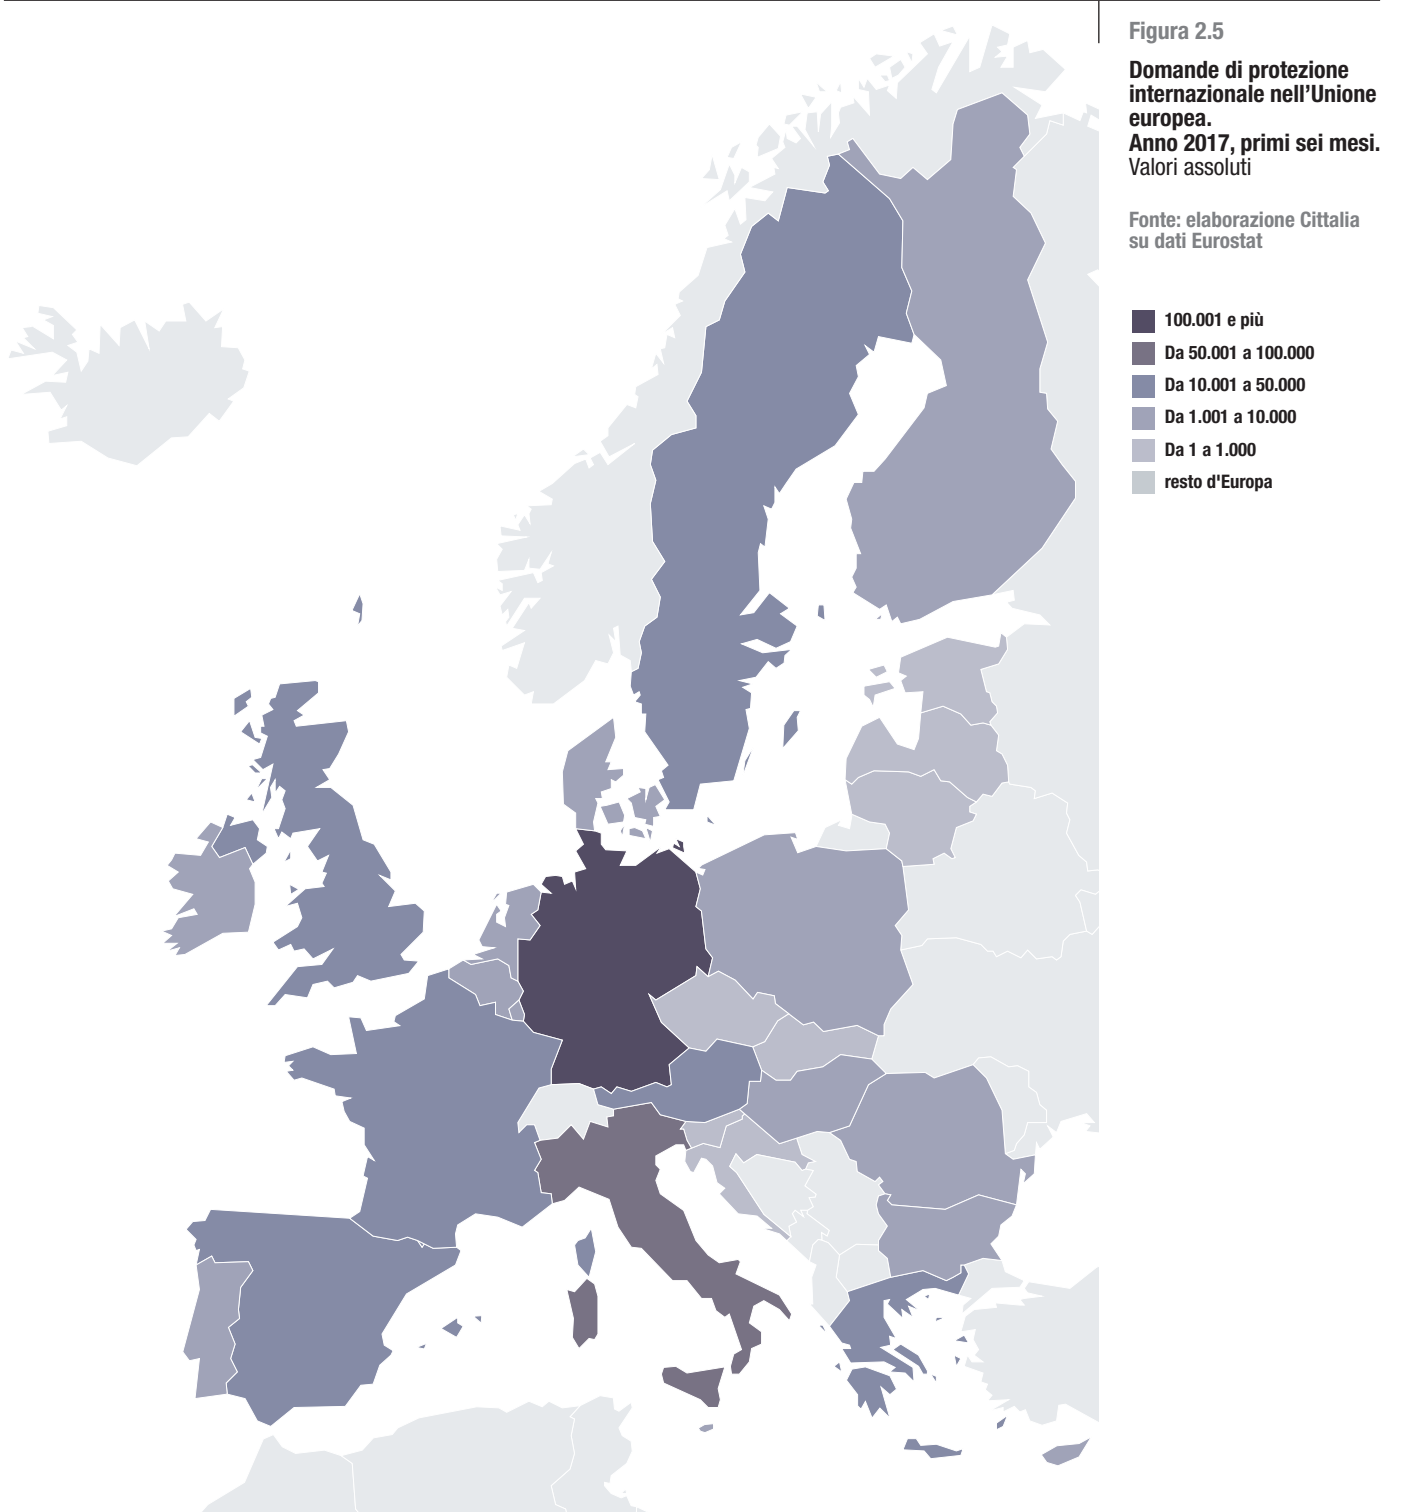 Figura 2.5
Domande di protezione
internazionale nell'Unione
europea.
Anno 2017, primi sei mesi.
Valori assoluti
Fonte: elaborazione Cittalia
su dati Eurostat
100.001 e più
Da 50.001 a 100.000
Da 10.001 a 50.000
Da 1.001 a 10.000
Da 1 a 1.000
resto d'Europa